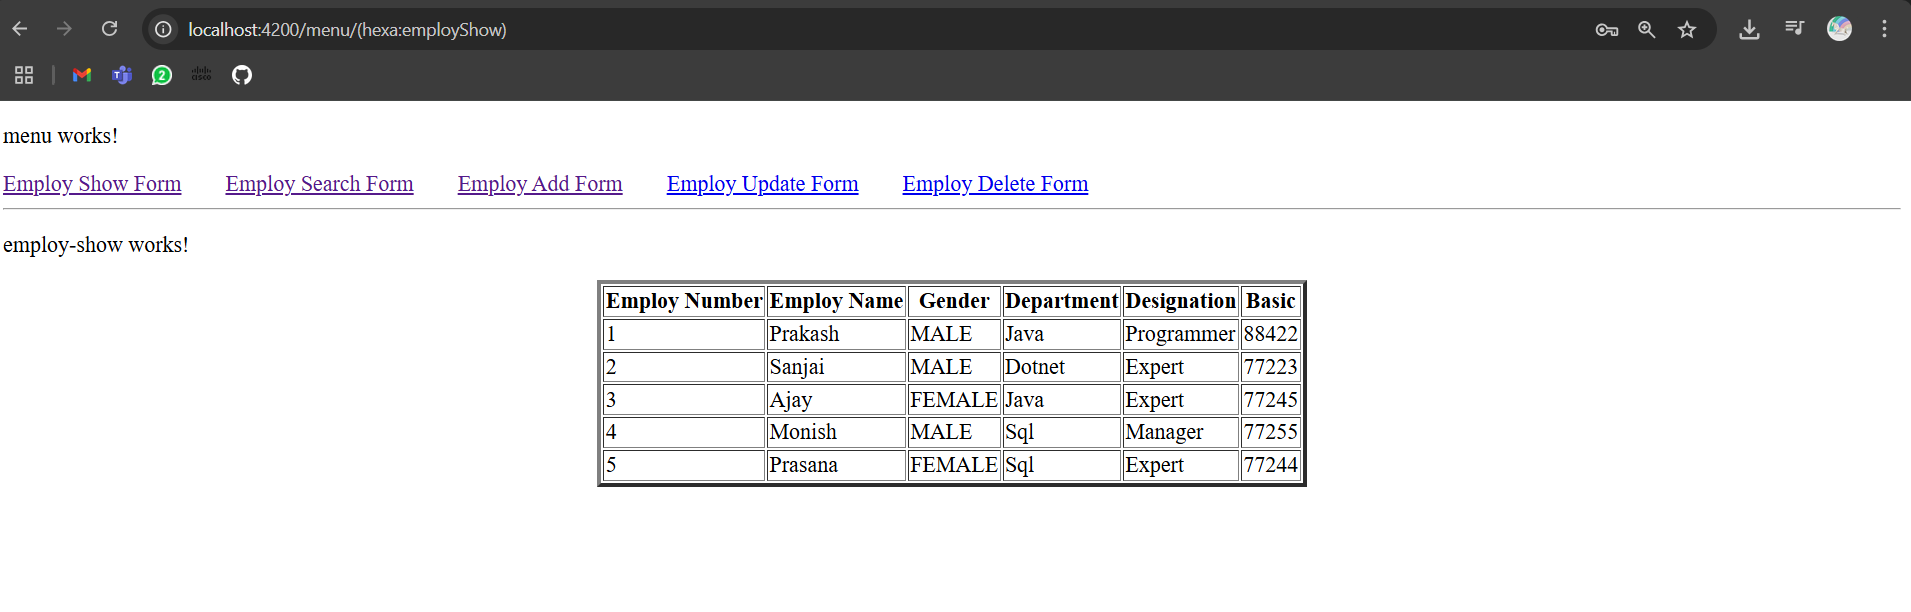 localhost:4200/menu/(hexa:employShow)
2
cisco
menu works!
Employ Show Form Employ Search Form Employ Add Form Employ Update Form Employ Delete Form
employ-show works!
Employ Number Employ Name Gender Department Designation Basic
1 Prakash MALE Java Programmer 88422
2 Sanjai MALE Dotnet Expert 77223
3 Ajay FEMALE Java Expert 77245
4 Monish MALE Sql Manager 77255
5 Prasana FEMALE Sql Expert 77244